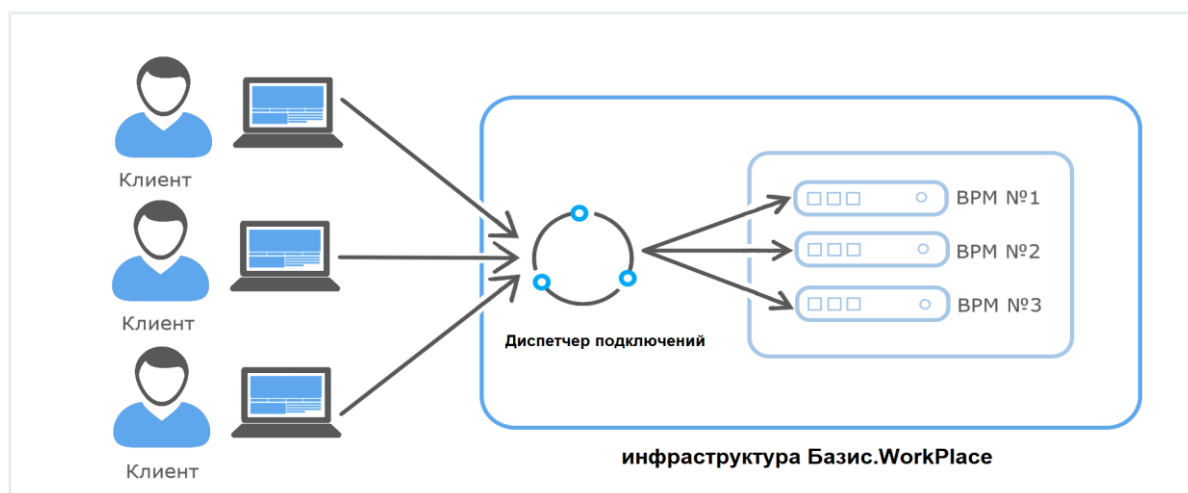 Клиент
Клиент
Клиент
Диспетчер подключений
ВРМ №1
ВРМ №2
ВРМ №3
инфраструктура Базис.WorkPlace